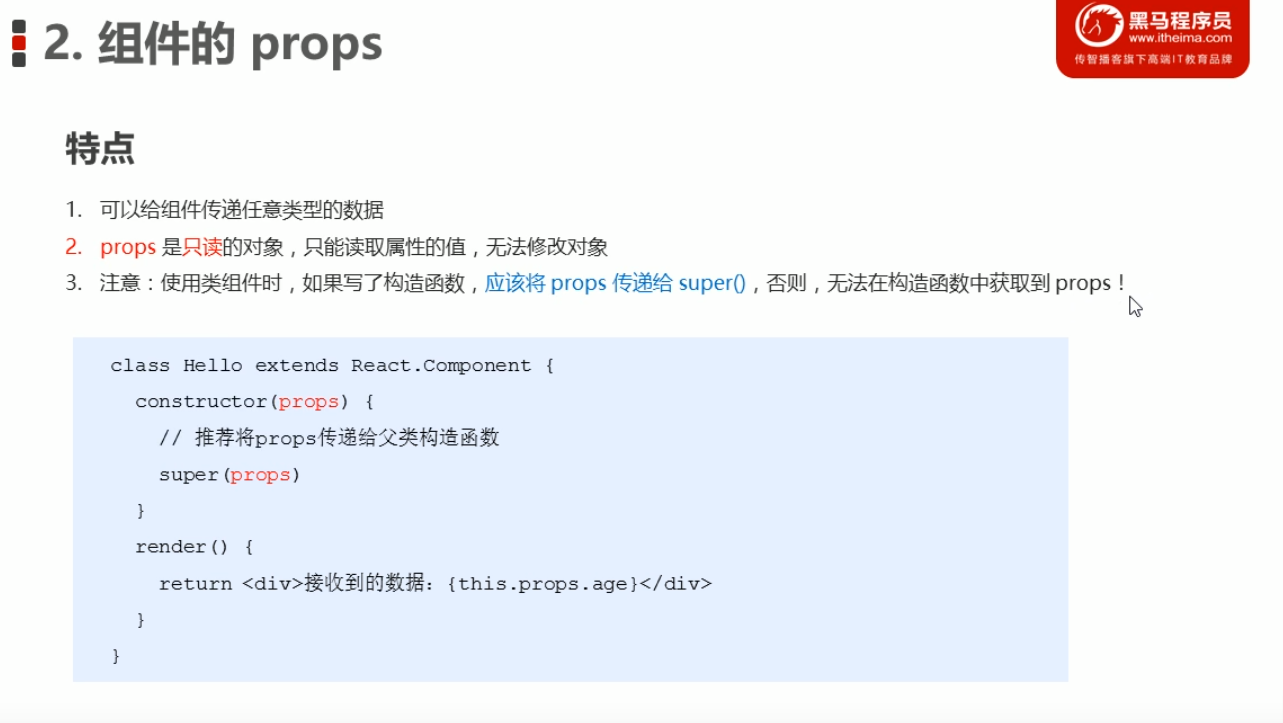 2. 组件的 props
黑马程序员
www.itheima.com
传智播客旗下高端IT教育品牌
特点
1. 可以给组件传递任意类型的数据
2. props 是只读的对象，只能读取属性的值，无法修改对象
3. 注意：使用类组件时，如果写了构造函数，应该将 props 传递给 super()，否则，无法在构造函数中获取到 props！
class Hello extends React.Component {
constructor(props) {
// 推荐将props传递给父类构造函数
super(props)
}
render() {
return <div>接收到的数据：{this.props.age}</div>
}
}